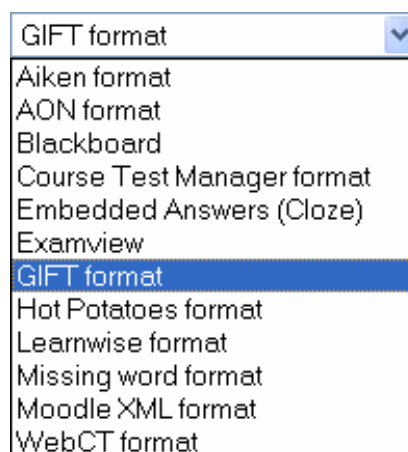 GIFT format
Aiken format
AON format
Blackboard
Course Test Manager format
Embedded Answers (Cloze)
Examview
GIFT format
Hot Potatoes format
Learnwise format
Missing word format
Moodle XML format
WebCT format